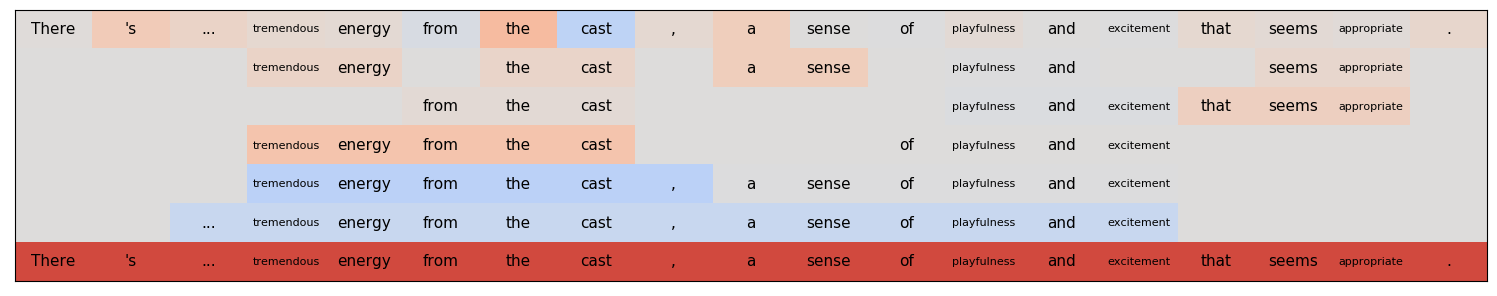 There 's ... tremendous energy from the cast , a sense of playfulness and excitement that seems appropriate .
tremendous energy the cast a sense playfulness and seems appropriate
from the cast playfulness and excitement that seems appropriate
tremendous energy from the cast of playfulness and excitement
tremendous energy from the cast , a sense of playfulness and excitement
... tremendous energy from the cast , a sense of playfulness and excitement
There 's ... tremendous energy from the cast , a sense of playfulness and excitement that seems appropriate .